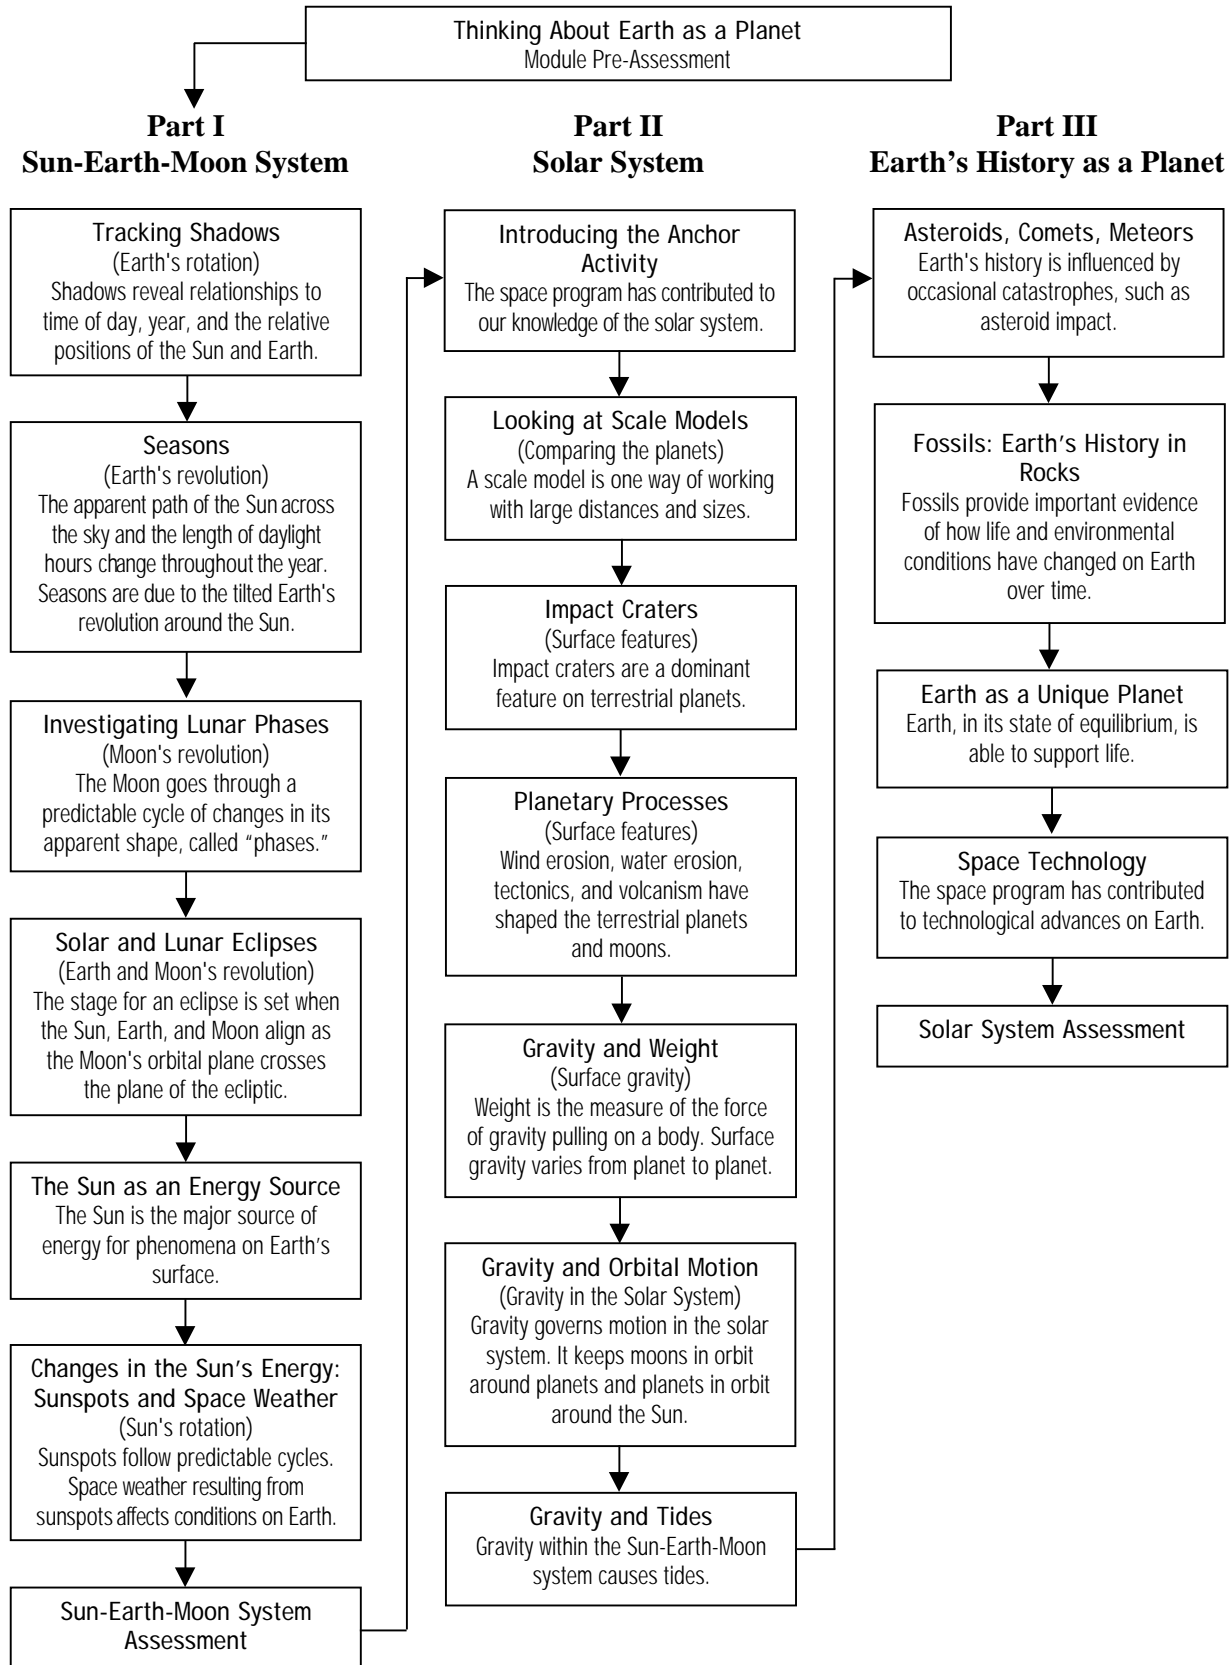 Thinking About Earth as a Planet
Module Pre-Assessment
Part I
Sun-Earth-Moon System
Tracking Shadows
(Earth's rotation)
Shadows reveal relationships to
time of day, year, and the relative
positions of the Sun and Earth.
Seasons
(Earth's revolution)
The apparent path of the Sun across
the sky and the length of daylight
hours change throughout the year.
Seasons are due to the tilted Earth's
revolution around the Sun.
Investigating Lunar Phases
(Moon's revolution)
The Moon goes through a
predictable cycle of changes in its
apparent shape, called “phases.”
Solar and Lunar Eclipses
(Earth and Moon's revolution)
The stage for an eclipse is set when
the Sun, Earth, and Moon align as
the Moon's orbital plane crosses
the plane of the ecliptic.
The Sun as an Energy Source
The Sun is the major source of
energy for phenomena on Earth’s
surface.
Changes in the Sun’s Energy:
Sunspots and Space Weather
(Sun's rotation)
Sunspots follow predictable cycles.
Space weather resulting from
sunspots affects conditions on Earth.
Sun-Earth-Moon System
Assessment
Part II
Solar System
Introducing the Anchor
Activity
The space program has contributed to
our knowledge of the solar system.
Looking at Scale Models
(Comparing the planets)
A scale model is one way of working
with large distances and sizes.
Impact Craters
(Surface features)
Impact craters are a dominant
feature on terrestrial planets.
Planetary Processes
(Surface features)
Wind erosion, water erosion,
tectonics, and volcanism have
shaped the terrestrial planets
and moons.
Gravity and Weight
(Surface gravity)
Weight is the measure of the force
of gravity pulling on a body. Surface
gravity varies from planet to planet.
Gravity and Orbital Motion
(Gravity in the Solar System)
Gravity governs motion in the solar
system. It keeps moons in orbit
around planets and planets in orbit
around the Sun.
Gravity and Tides
Gravity within the Sun-Earth-Moon
system causes tides.
Part III
Earth’s History as a Planet
Asteroids, Comets, Meteors
Earth's history is influenced by
occasional catastrophes, such as
asteroid impact.
Fossils: Earth’s History in
Rocks
Fossils provide important evidence
of how life and environmental
conditions have changed on Earth
over time.
Earth as a Unique Planet
Earth, in its state of equilibrium, is
able to support life.
Space Technology
The space program has contributed
to technological advances on Earth.
Solar System Assessment